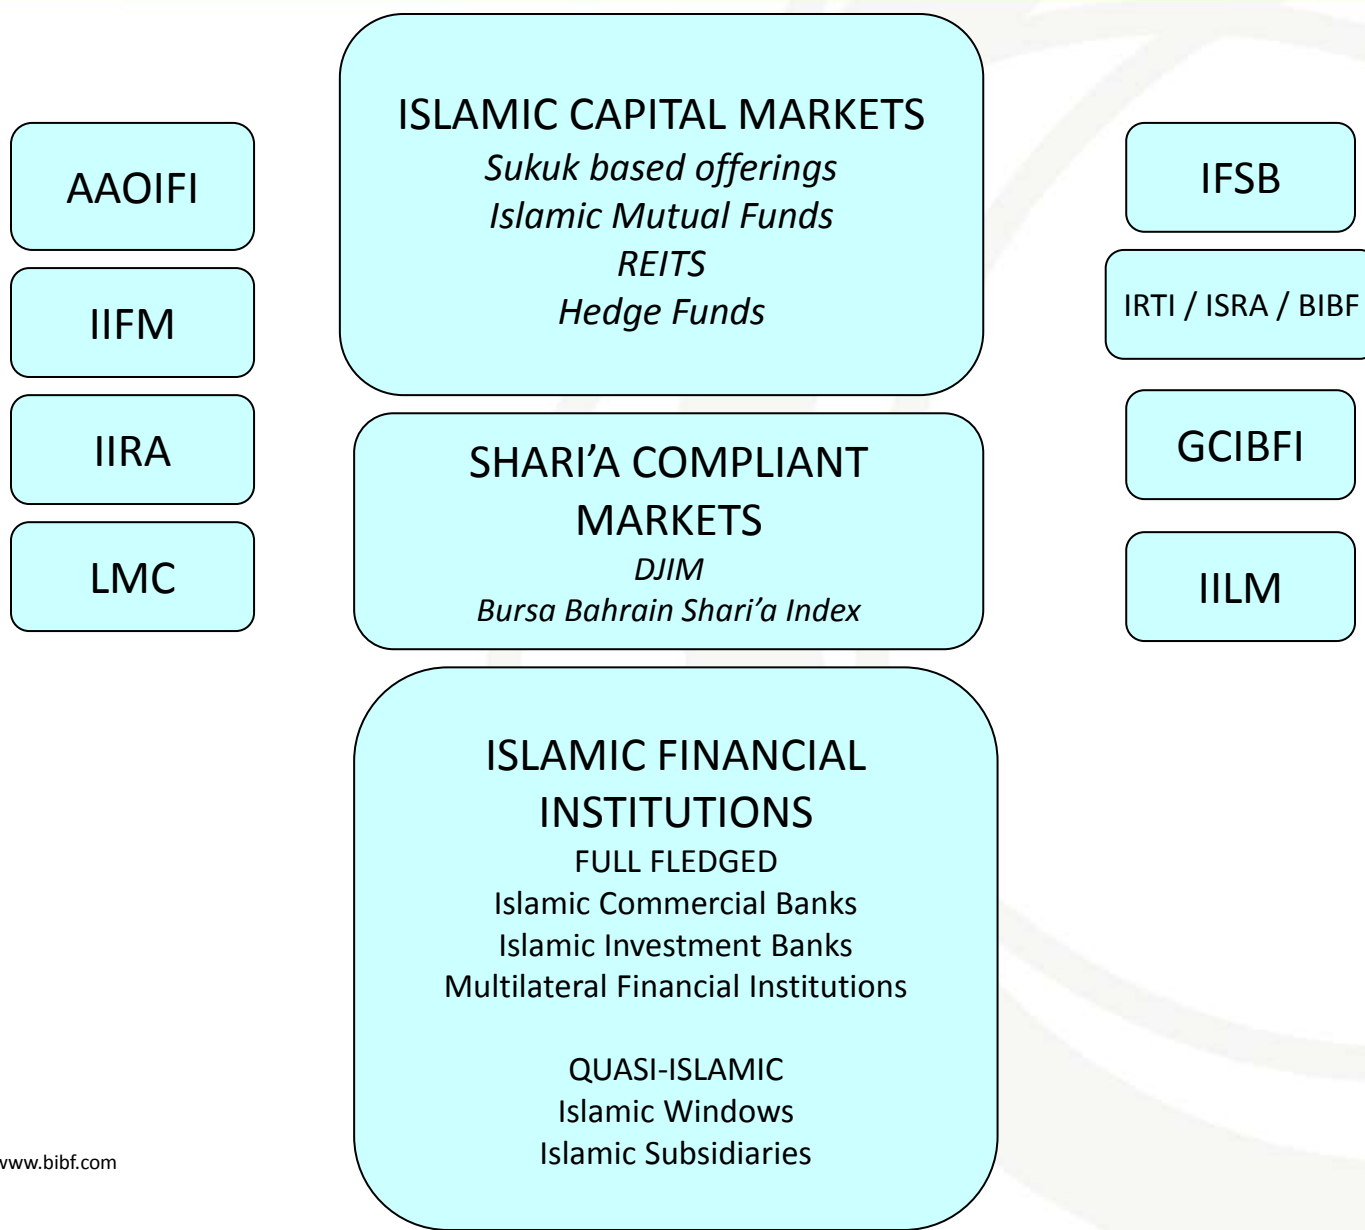 AAOIFI
IIFM
IIRA
LMC
ISLAMIC CAPITAL MARKETS
Sukuk based offerings
Islamic Mutual Funds
REITS
Hedge Funds
SHARI’A COMPLIANT
MARKETS
DJIM
Bursa Bahrain Shari’a Index
ISLAMIC FINANCIAL
INSTITUTIONS
FULL FLEDGED
Islamic Commercial Banks
Islamic Investment Banks
Multilateral Financial Institutions
QUASI-ISLAMIC
Islamic Windows
Islamic Subsidiaries
IFSB
IRTI / ISRA / BIBF
GCIBFI
IILM
www.bibf.com